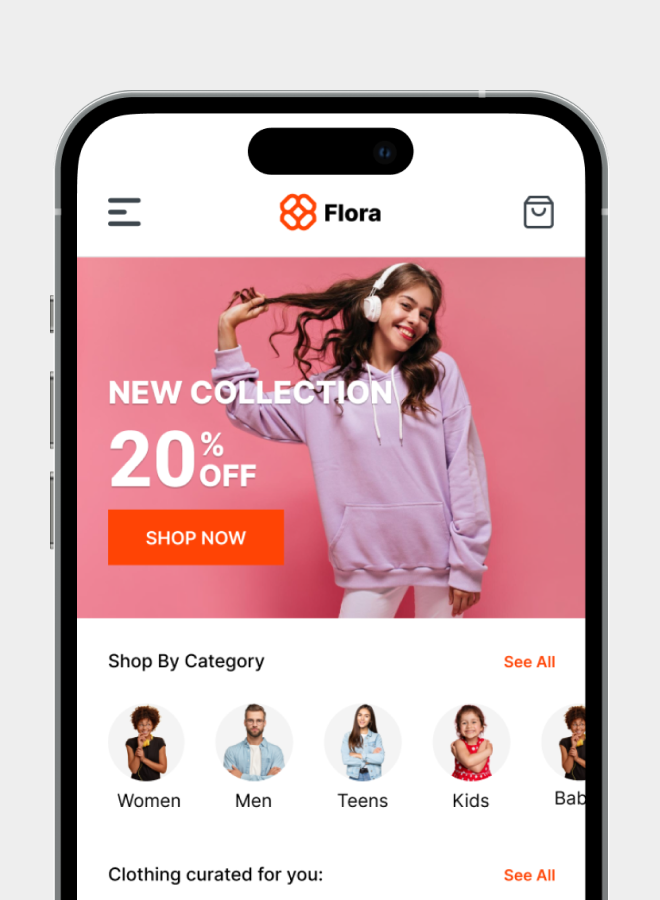 Flora
NEW COLLECTION
20% OFF
SHOP NOW
Shop By Category
See All
Women
Men
Teens
Kids
Bab
Clothing curated for you:
See All